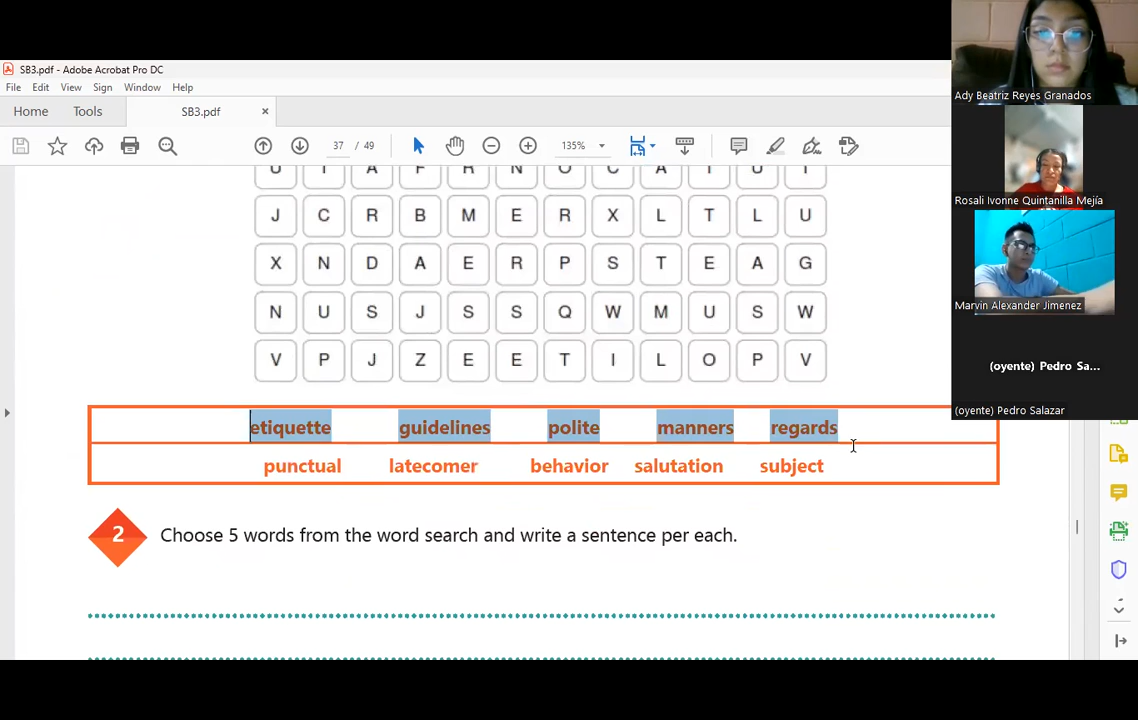 SB3.pdf - Adobe Acrobat Pro DC
File Edit View Sign Window Help
Home Tools SB3.pdf ×
37 / 49 135%
U T A F R N O C A T U T
J C R B M E R X L T L U
X N D A E R P S T E A G
N U S J S S Q W M U S W
V P J Z E E T I L O P V
etiquette guidelines polite manners regards
punctual latecomer behavior salutation subject
2 Choose 5 words from the word search and write a sentence per each.
Ady Beatriz Reyes Granados
Rosali Ivonne Quintanilla Mejía
Marvin Alexander Jimenez
(oyente) Pedro Sa...
(oyente) Pedro Salazar